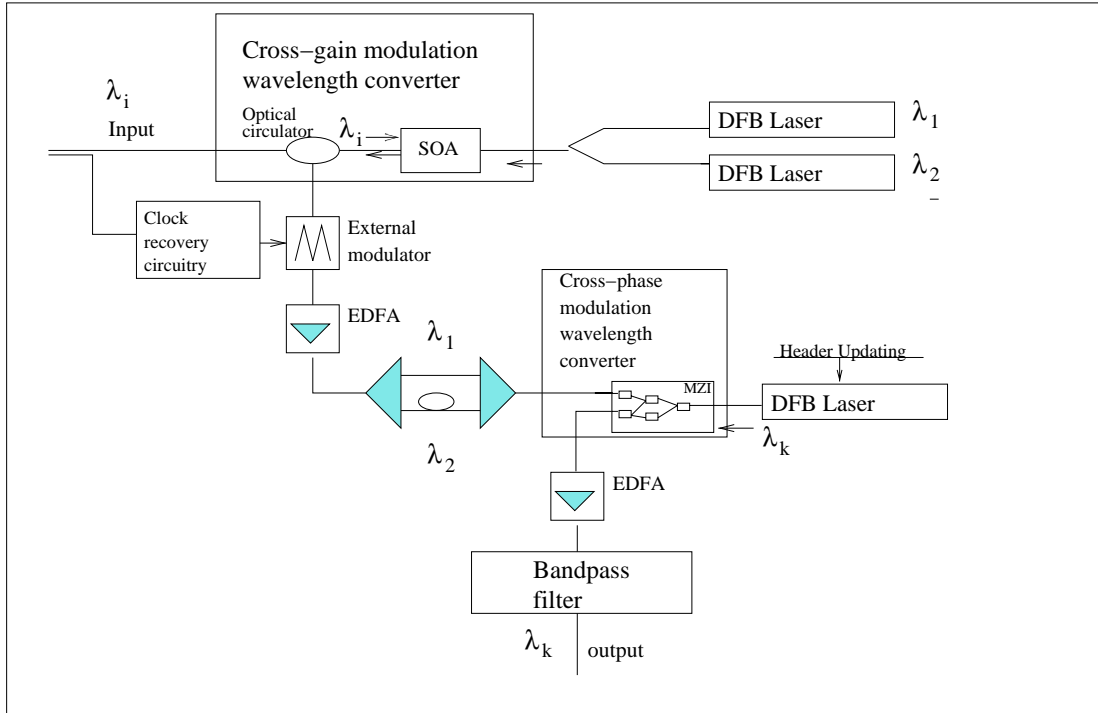 Cross−gain modulation
wavelength converter
λi
Input
Optical
circulator
λi
SOA
DFB Laser
λ1
DFB Laser
λ2
Clock
recovery
circuitry
External
modulator
EDFA
Cross−phase
modulation
wavelength
converter
λ1
λ2
MZI
Header Updating
DFB Laser
λk
EDFA
Bandpass
filter
λk
output